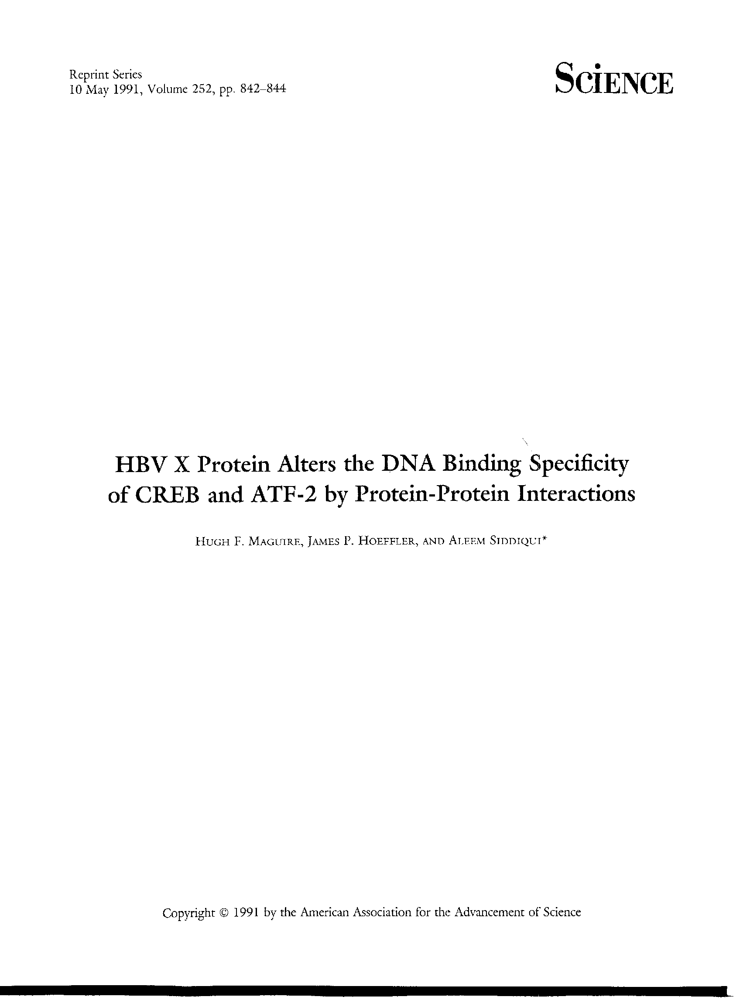 Reprint Series
10 May 1991, Volume 252, pp. 842–844
SCiENCE
HBV X Protein Alters the DNA Binding Specificity
of CREB and ATF-2 by Protein-Protein Interactions
HUGH F. MAGUIRE, JAMES P. HOEFFLER, AND ALEEM SIDDIQUI*
Copyright © 1991 by the American Association for the Advancement of Science